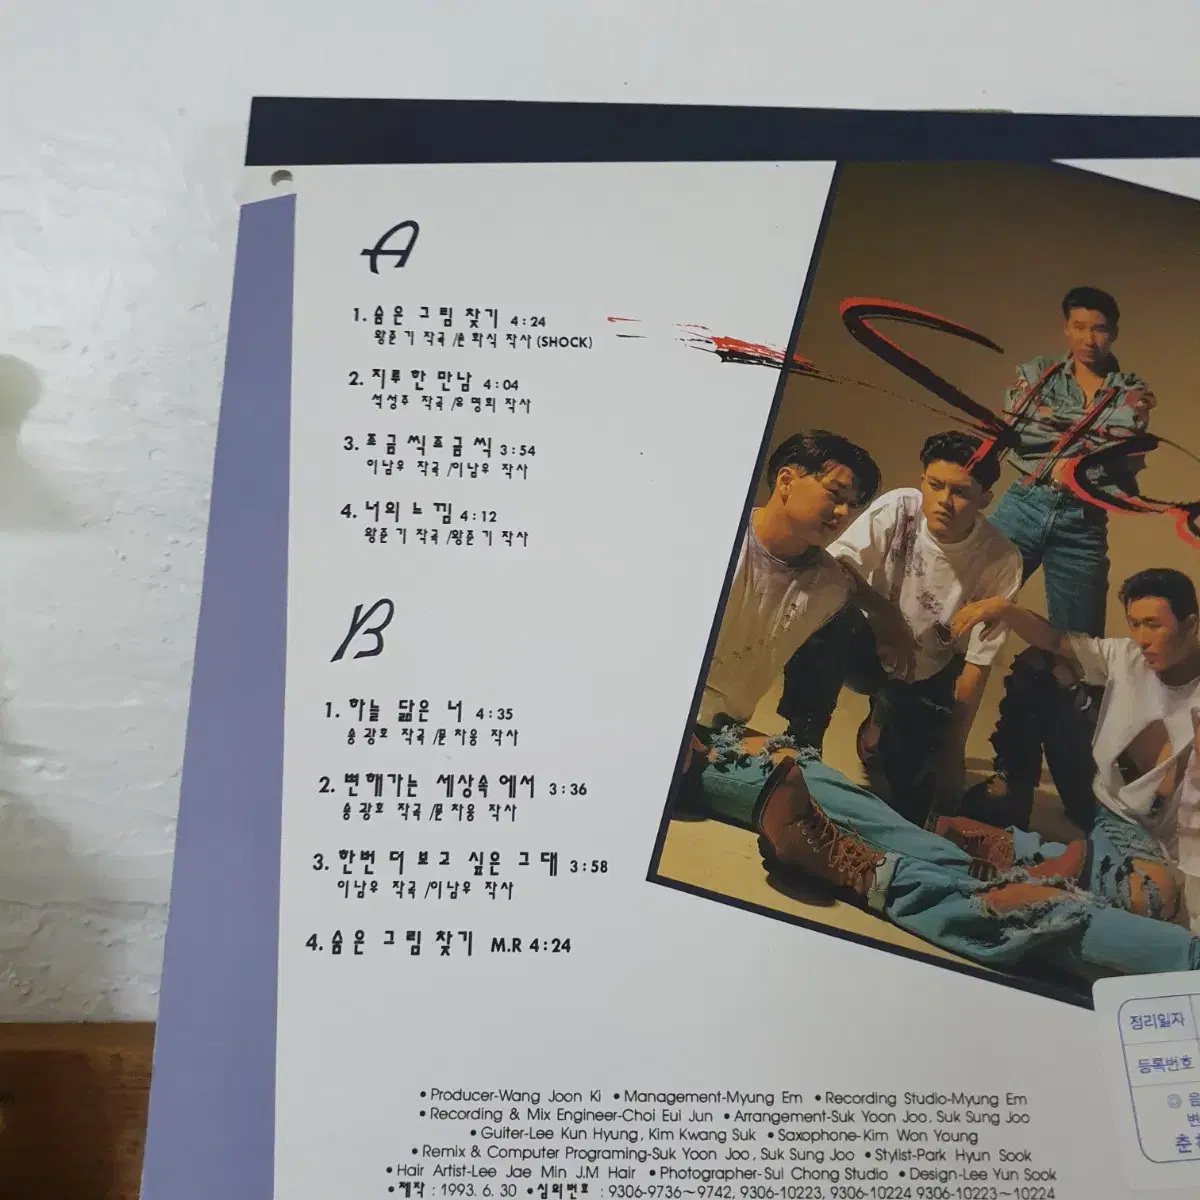 A
1. 숨은 그림 찾기 4:24
왕준기 작곡/손화식 작사(SHOCK)
2. 지루한 만남 4:04
석성주 작곡/유명희 작사
3. 조금씩조금씩 3:54
이남우 작곡/이남우 작사
4. 너의 느낌 4:12
왕준기 작곡/왕준기 작사
B
1. 하늘 닮은 너 4:35
송광호 작곡/문차웅 작사
2. 변해가는 세상속에서 3:36
송광호 작곡/문차웅 작사
3. 한번 더 보고 싶은 그대 3:58
이남우 작곡/이남우 작사
4. 숨은 그림 찾기 M.R 4:24
•Producer-Wang Joon Ki •Management-Myung Em •Recording Studio-Myung Em
•Recording & Mix Engineer-Choi Eui Jun •Arrangement-Suk Yoon Joo, Suk Sung Joo
•Guiter-Lee Kun Hyung, Kim Kwang Suk •Saxophone-Kim Won Young
•Remix & Computer Programing-Suk Yoon Joo, Suk Sung Joo •Stylist-Park Hyun Sook
•Hair Artist-Lee Jae Min J.M Hair •Photographer-Sul Chong Studio •Design-Lee Yun Sook
•제작 : 1993. 6. 30 •심의번호 : 9306-9736~9742, 9306-10223, 9306-10224 9306-10223~10224
정리일자
등록번호
◎ 음
번
춘